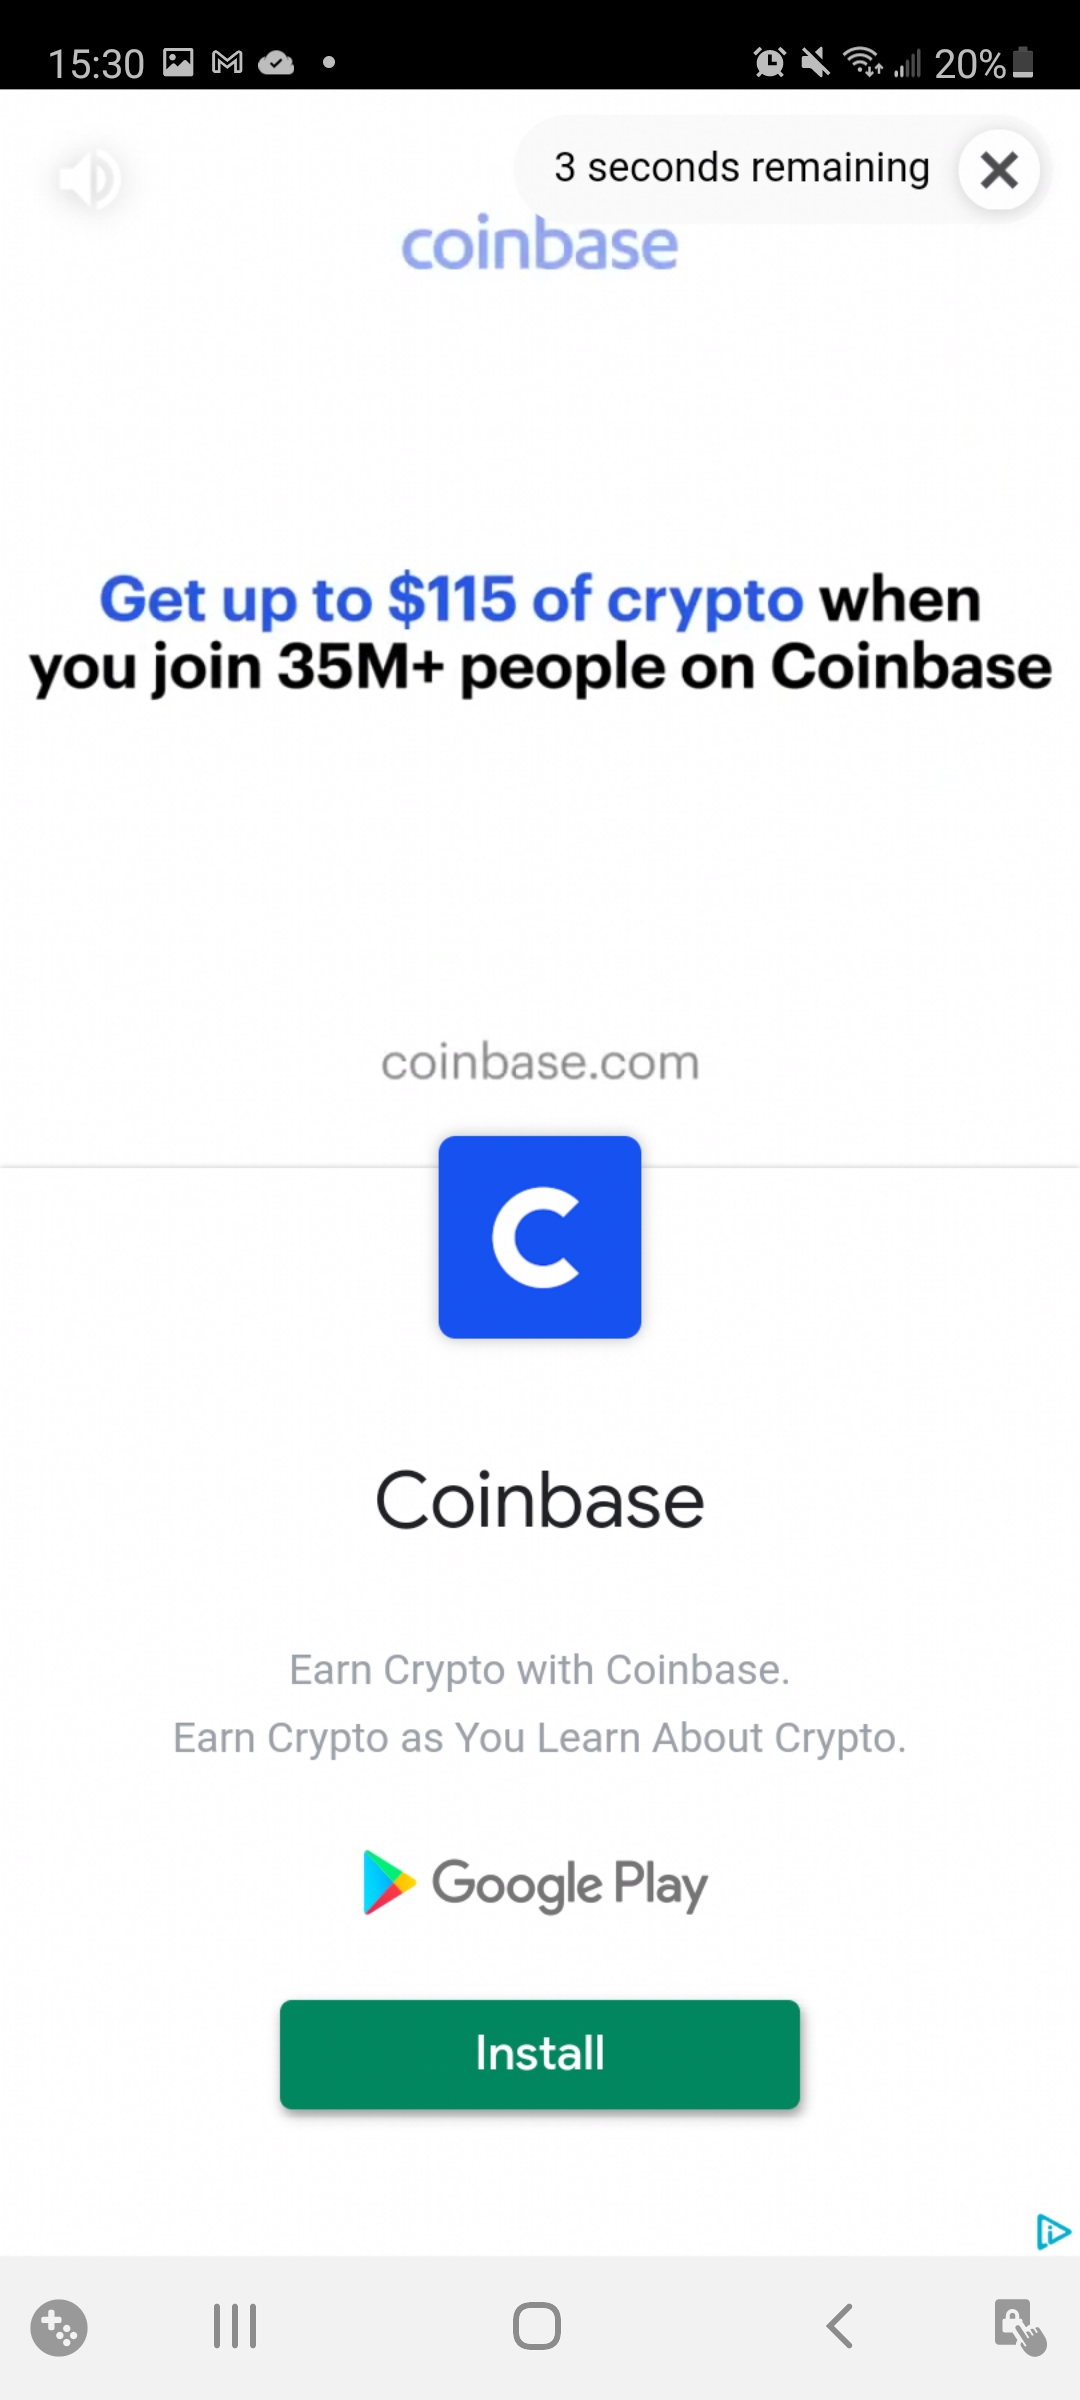 15:30
20%
3 seconds remaining
coinbase
Get up to $115 of crypto when
you join 35M+ people on Coinbase
coinbase.com
Coinbase
Earn Crypto with Coinbase.
Earn Crypto as You Learn About Crypto.
Google Play
Install